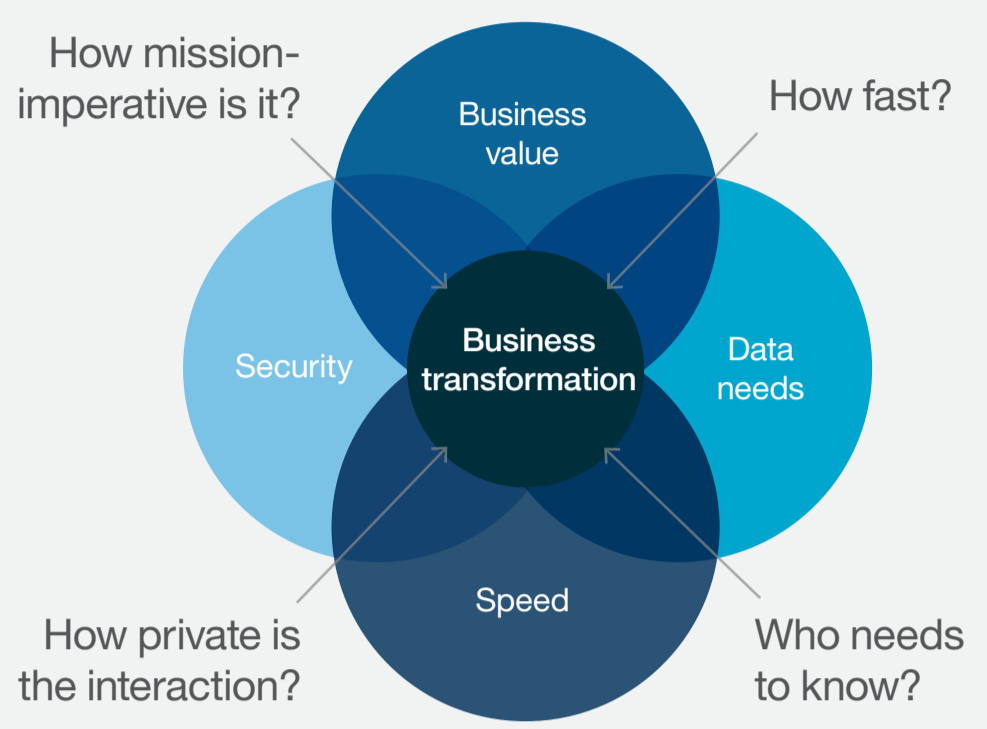 How mission-
imperative is it?
How fast?
Business
value
Security
Business
transformation
Data
needs
Speed
How private is
the interaction?
Who needs
to know?